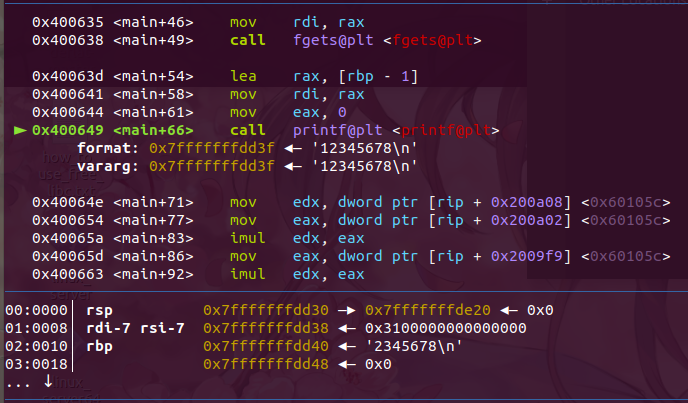 0x400635 <main+46> mov rdi, rax
0x400638 <main+49> call fgets@plt <fgets@plt>
0x40063d <main+54> lea rax, [rbp - 1]
0x400641 <main+58> mov rdi, rax
0x400644 <main+61> mov eax, 0
► 0x400649 <main+66> call printf@plt <printf@plt>
format: 0x7fffffffdd3f ◂— '12345678\n'
vararg: 0x7fffffffdd3f ◂— '12345678\n'
0x40064e <main+71> mov edx, dword ptr [rip + 0x200a08] <0x60105c>
0x400654 <main+77> mov eax, dword ptr [rip + 0x200a02] <0x60105c>
0x40065a <main+83> imul edx, eax
0x40065d <main+86> mov eax, dword ptr [rip + 0x2009f9] <0x60105c>
0x400663 <main+92> imul edx, eax
00:0000│ rsp 0x7fffffffdd30 —▸ 0x7fffffffde20 ◂— 0x0
01:0008│ rdi-7 rsi-7 0x7fffffffdd38 ◂— 0x3100000000000000
02:0010│ rbp 0x7fffffffdd40 ◂— '2345678\n'
03:0018│ 0x7fffffffdd48 ◂— 0x0
... ↓